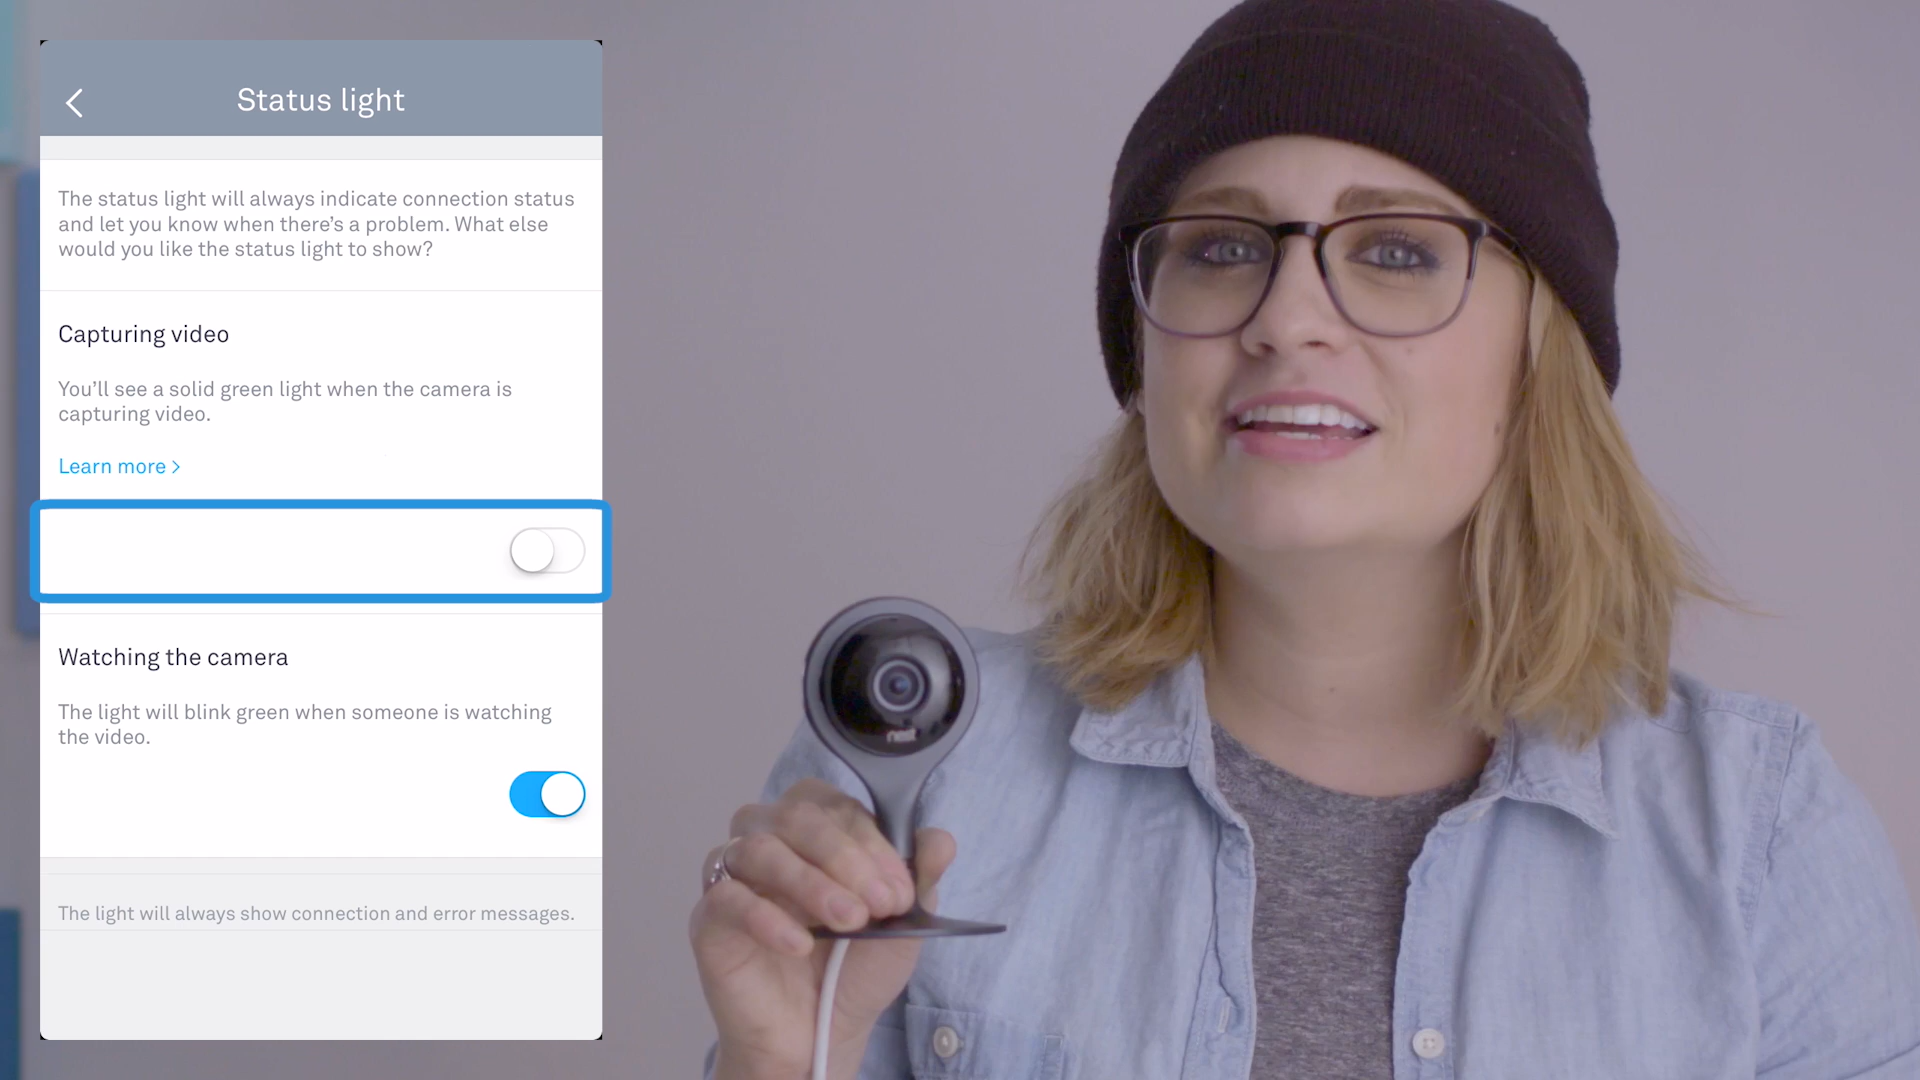 Status light
The status light will always indicate connection status
and let you know when there's a problem. What else
would you like the status light to show?
Capturing video
You'll see a solid green light when the camera is
capturing video.
Learn more >
Watching the camera
The light will blink green when someone is watching
the video.
The light will always show connection and error messages.
nest